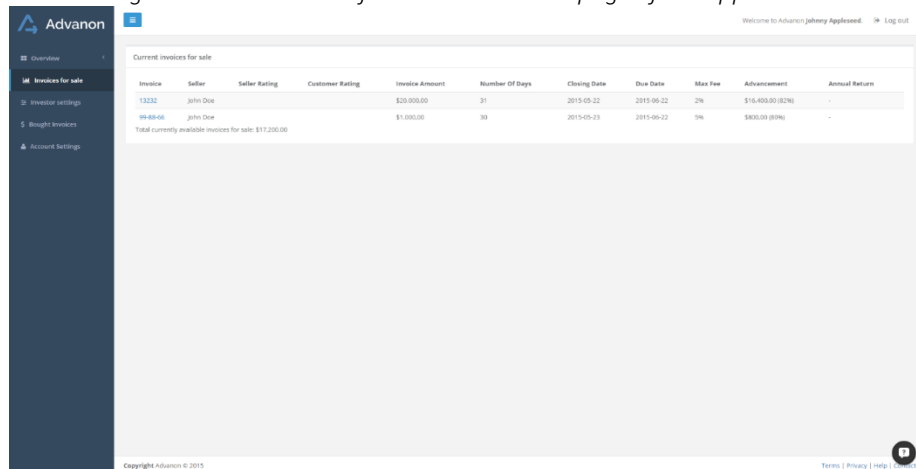 Advanon
Welcome to Advanon Johnny Appleseed. Log out
Overview
Invoices for sale
Investor settings
$ Bought Invoices
Account Settings
Current invoices for sale
Invoice Seller Seller Rating Customer Rating Invoice Amount Number Of Days Closing Date Due Date Max Fee Advancement Annual Return
13232 John Doe $20.000,00 31 2015-05-22 2015-06-22 2% $16,400.00 (82%) -
99-88-66 John Doe $1.000,00 30 2015-05-23 2015-06-22 5% $800,00 (80%) -
Total currently available invoices for sale: $17,200.00
Copyright Advanon © 2015
Terms | Privacy | Help | Contact